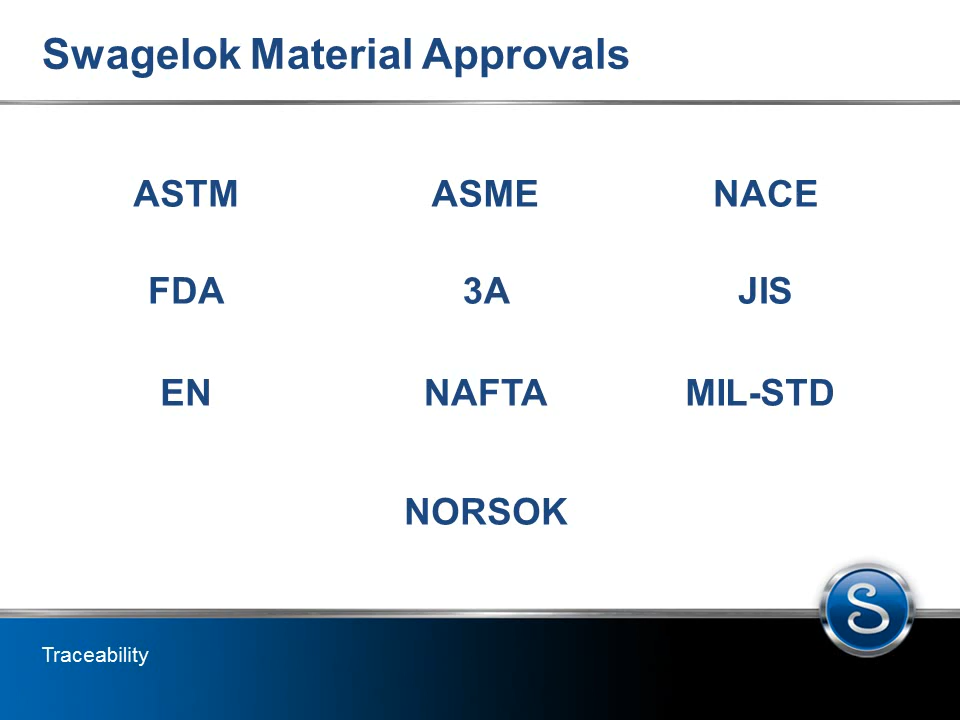 Swagelok Material Approvals
ASTM ASME NACE
FDA 3A JIS
EN NAFTA MIL-STD
NORSOK
S
Traceability